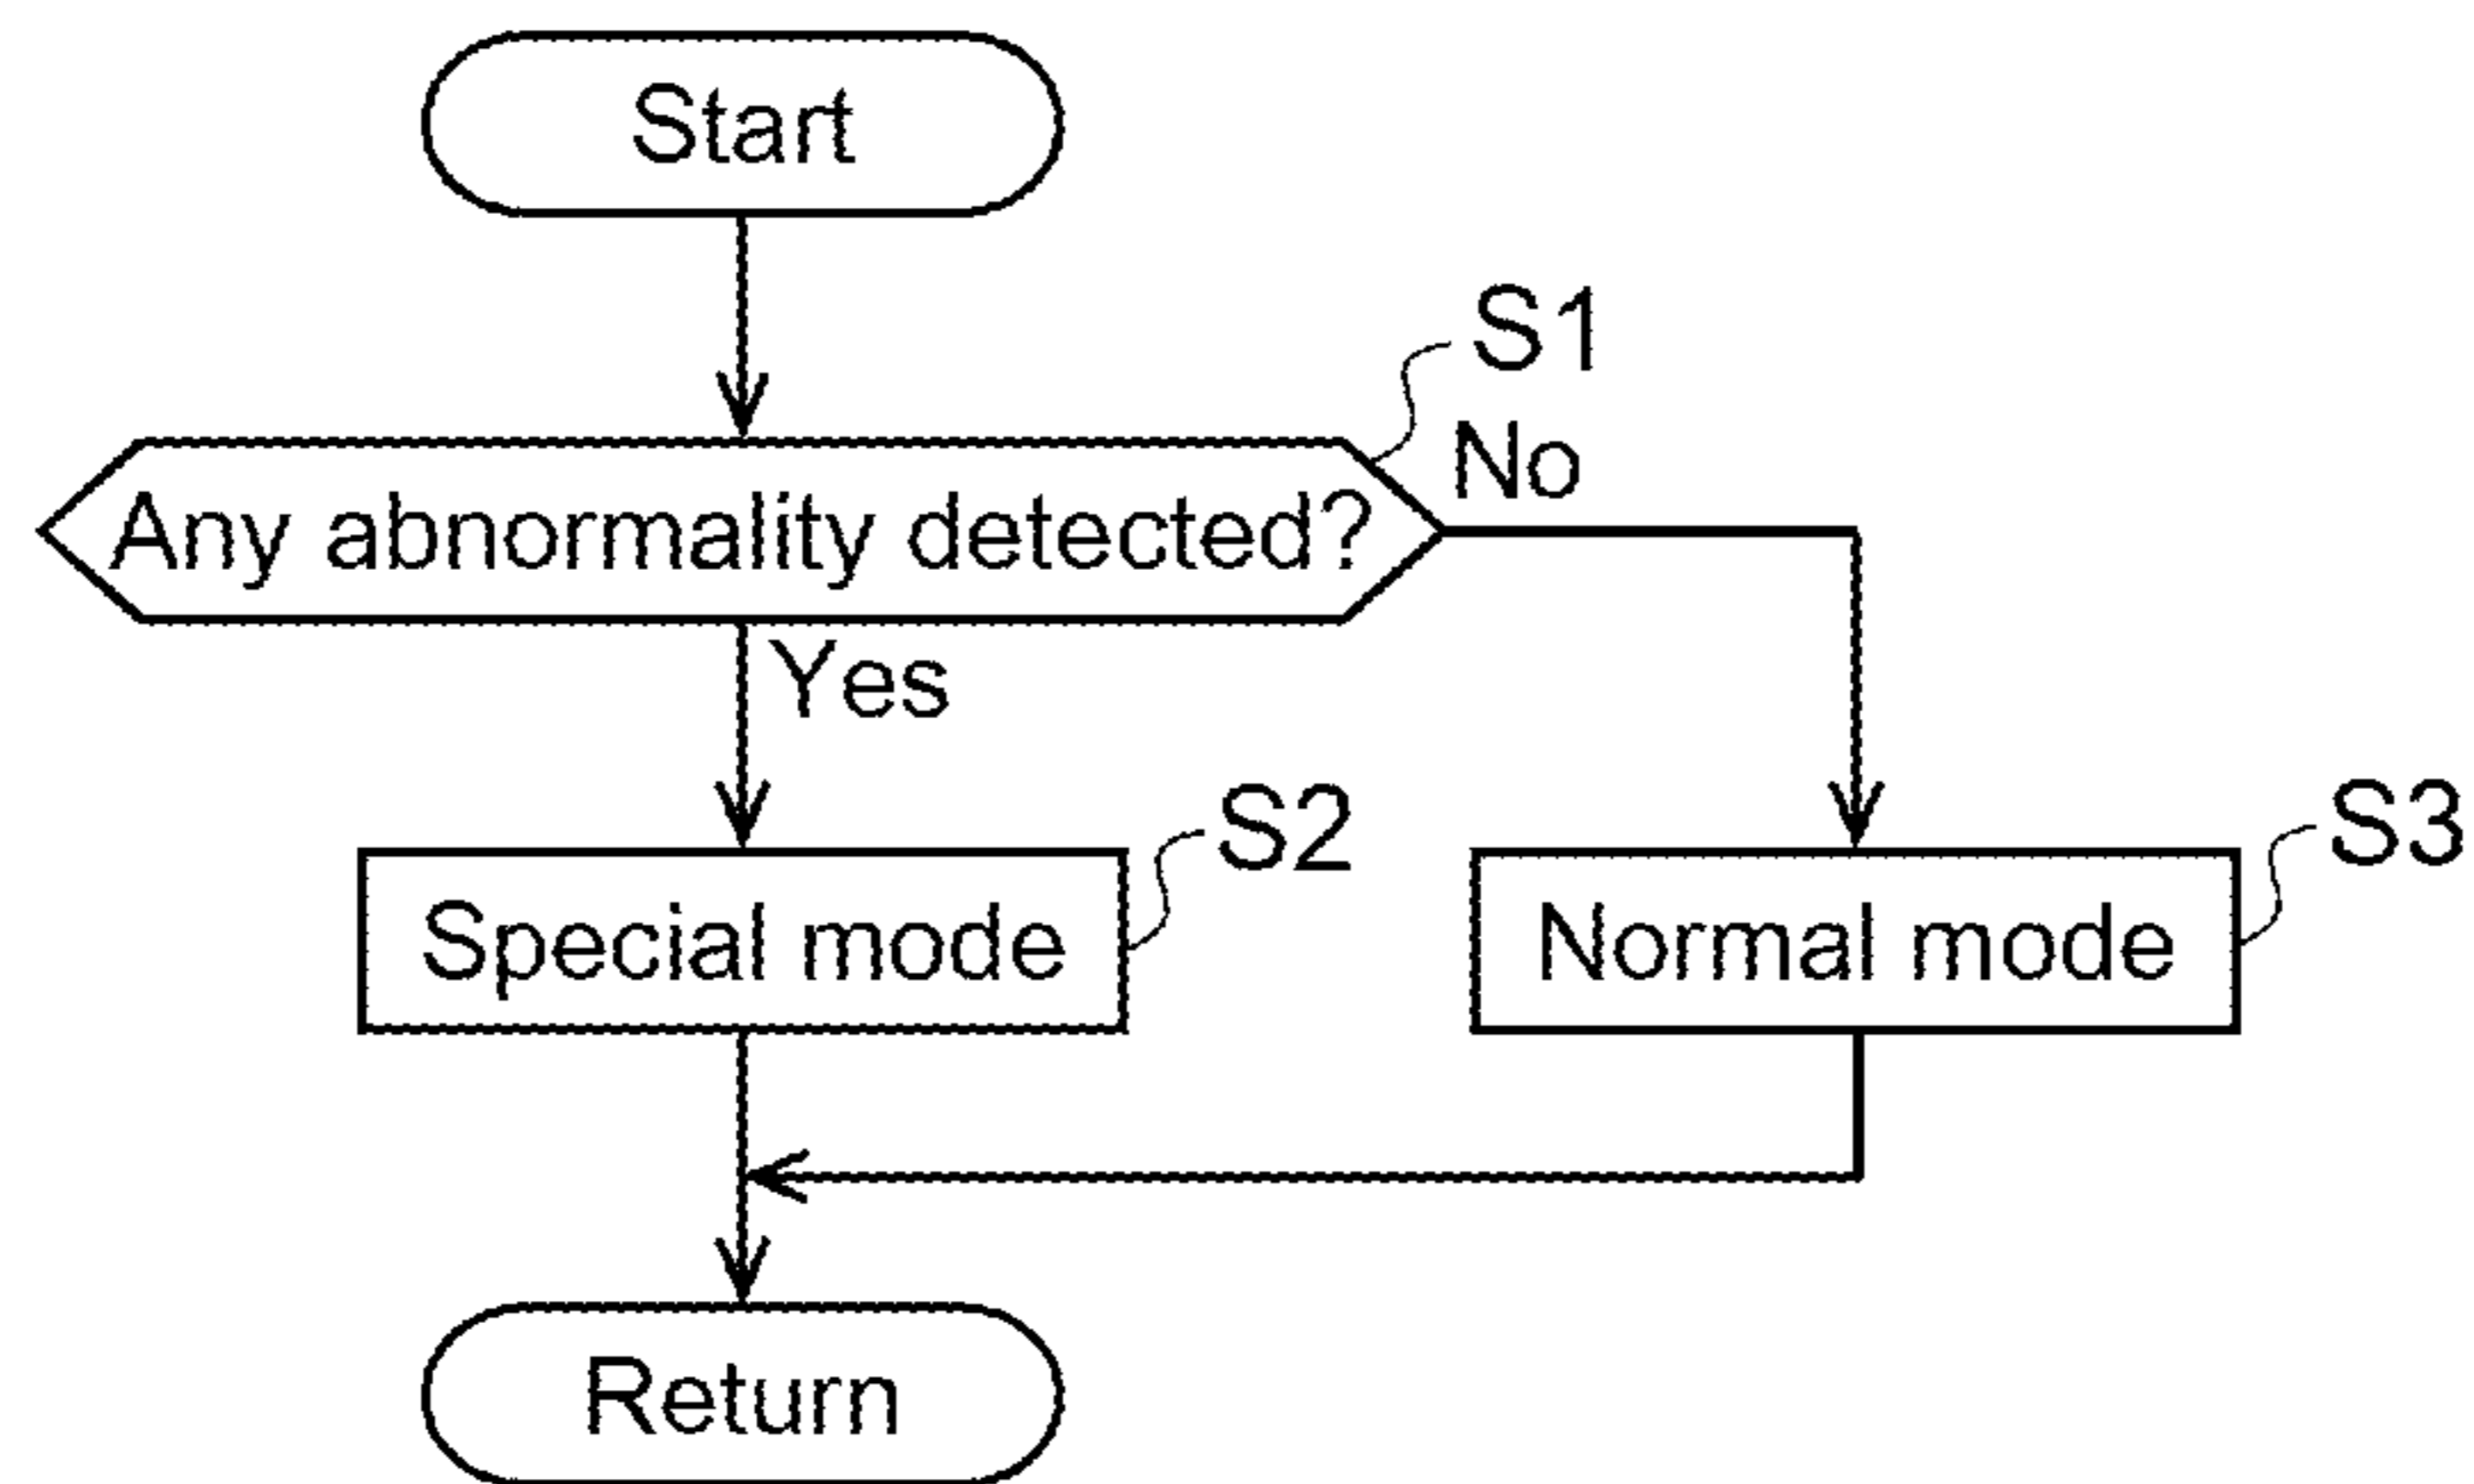 Start
S1
No
Any abnormality detected?
Yes
S2
S3
Special mode
Normal mode
Return